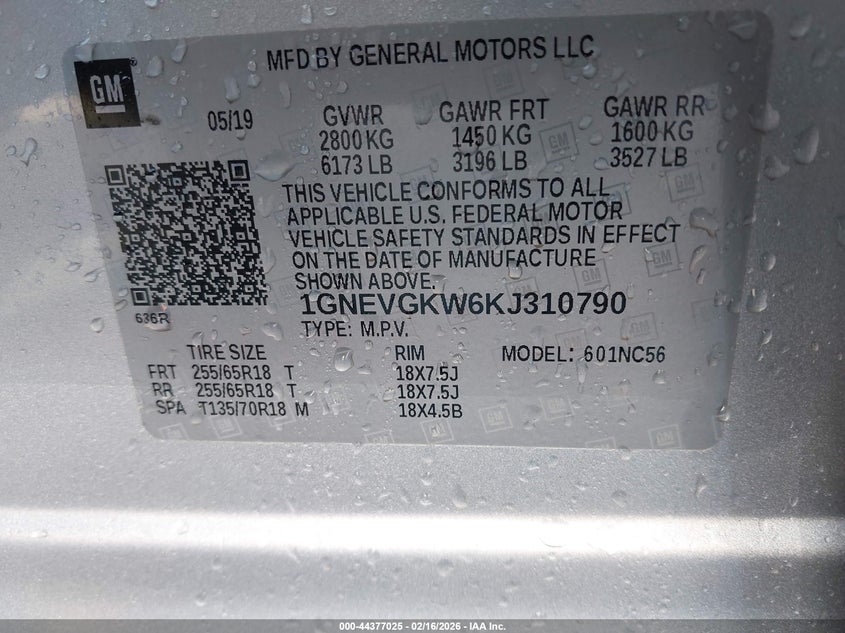 MFD BY GENERAL MOTORS LLC
GM
05/19 GVWR GAWR FRT GAWR RR
2800 KG 1450 KG 1600 KG
6173 LB 3196 LB 3527 LB
THIS VEHICLE CONFORMS TO ALL
APPLICABLE U.S. FEDERAL MOTOR
VEHICLE SAFETY STANDARDS IN EFFECT
ON THE DATE OF MANUFACTURE
SHOWN ABOVE.
1GNEVGKW6KJ310790
636R
TYPE: M.P.V.
TIRE SIZE RIM MODEL: 601NC56
FRT 255/65R18 T 18X7.5J
RR 255/65R18 T 18X7.5J
SPA T135/70R18 M 18X4.5B
000-44377025 - 02/16/2026 - IAA Inc.